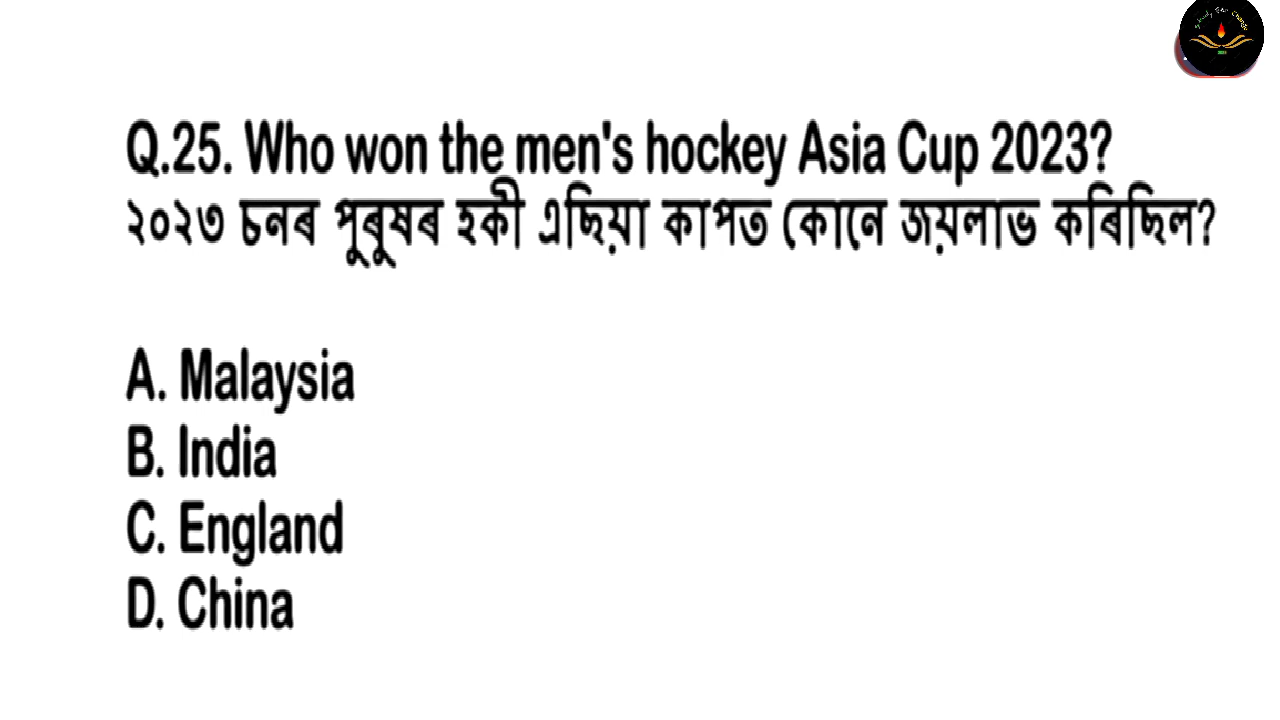 Q.25. Who won the men's hockey Asia Cup 2023?
২০২৩ চনৰ পুৰুষৰ হকী এছিয়া কাপত কোনে জয়লাভ কৰিছিল?
A. Malaysia
B. India
C. England
D. China